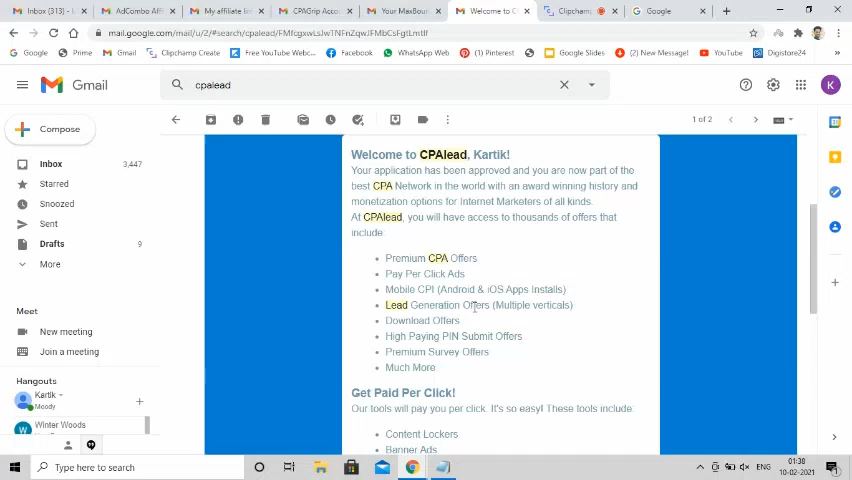 Inbox (313) - k
AdCombo Affi
My affiliate lin
CPAGrip Acco
Your MaxBou
Welcome to C
Clipcham
Google
mail.google.com/mail/u/2/#search/cpalead/
Google
Prime
Gmail
Clipchamp Create
Free YouTube Webc...
Facebook
WhatsApp Web
(1) Pinterest
Google Slides
(2) New Message!
YouTube
Digistore24
Gmail
cpalead
K
Compose
1 of 2
Inbox 3,447
Starred
Snoozed
Sent
Drafts 9
More
Meet
New meeting
Join a meeting
Hangouts
Kartik
Moody
Winter Woods
Welcome to CPAlead, Kartik!
Your application has been approved and you are now part of the
best CPA Network in the world with an award winning history and
monetization options for Internet Marketers of all kinds.
At CPAlead, you will have access to thousands of offers that
include:
Premium CPA Offers
Pay Per Click Ads
Mobile CPI (Android & iOS Apps Installs)
Lead Generation Offers (Multiple verticals)
Download Offers
High Paying PIN Submit Offers
Premium Survey Offers
Much More
Get Paid Per Click!
Our tools will pay you per click. It's so easy! These tools include:
Content Lockers
Banner Ads
Type here to search
ENG
01:38
10-02-2021